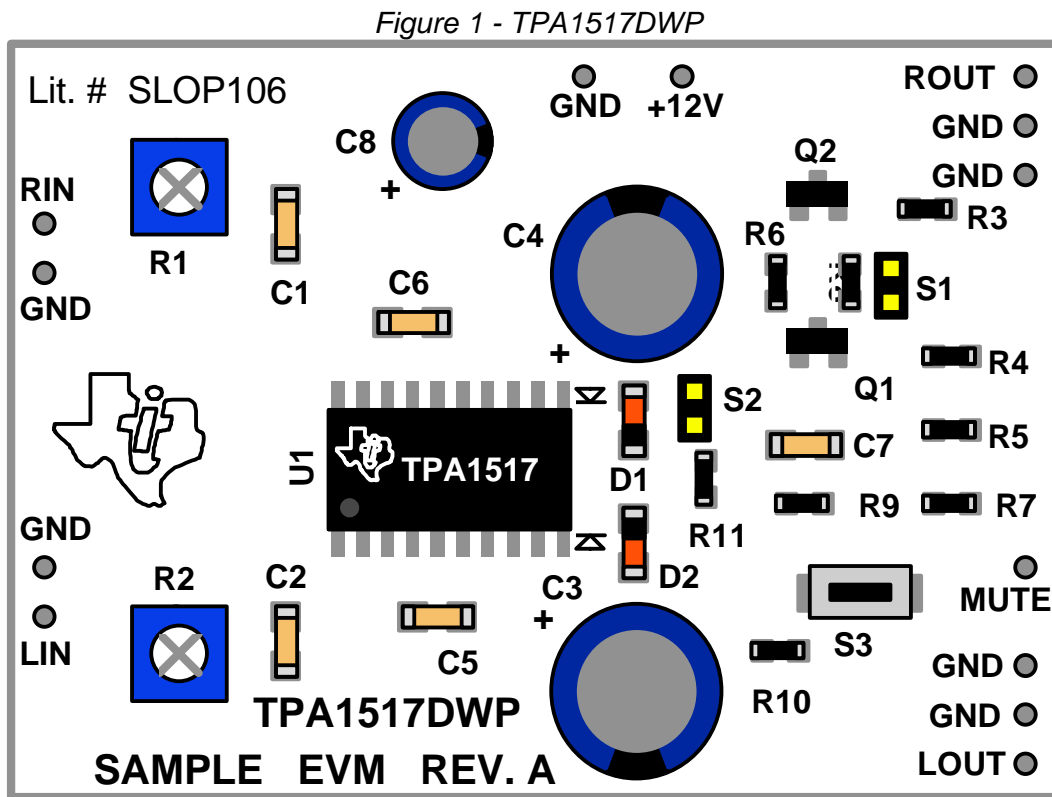 Figure 1 - TPA1517DWP
Lit. # SLOP106
GND
+12V
ROUT
GND
GND
C8
+
Q2
RIN
R1
C1
C4
R6
R3
GND
C6
S1
+
R4
Q1
S2
U1
TPA1517
D1
C7
R5
R11
R9
R7
GND
R2
C2
C3
D2
MUTE
+
LIN
C5
S3
R10
GND
GND
LOUT
TPA1517DWP
SAMPLE EVM REV. A